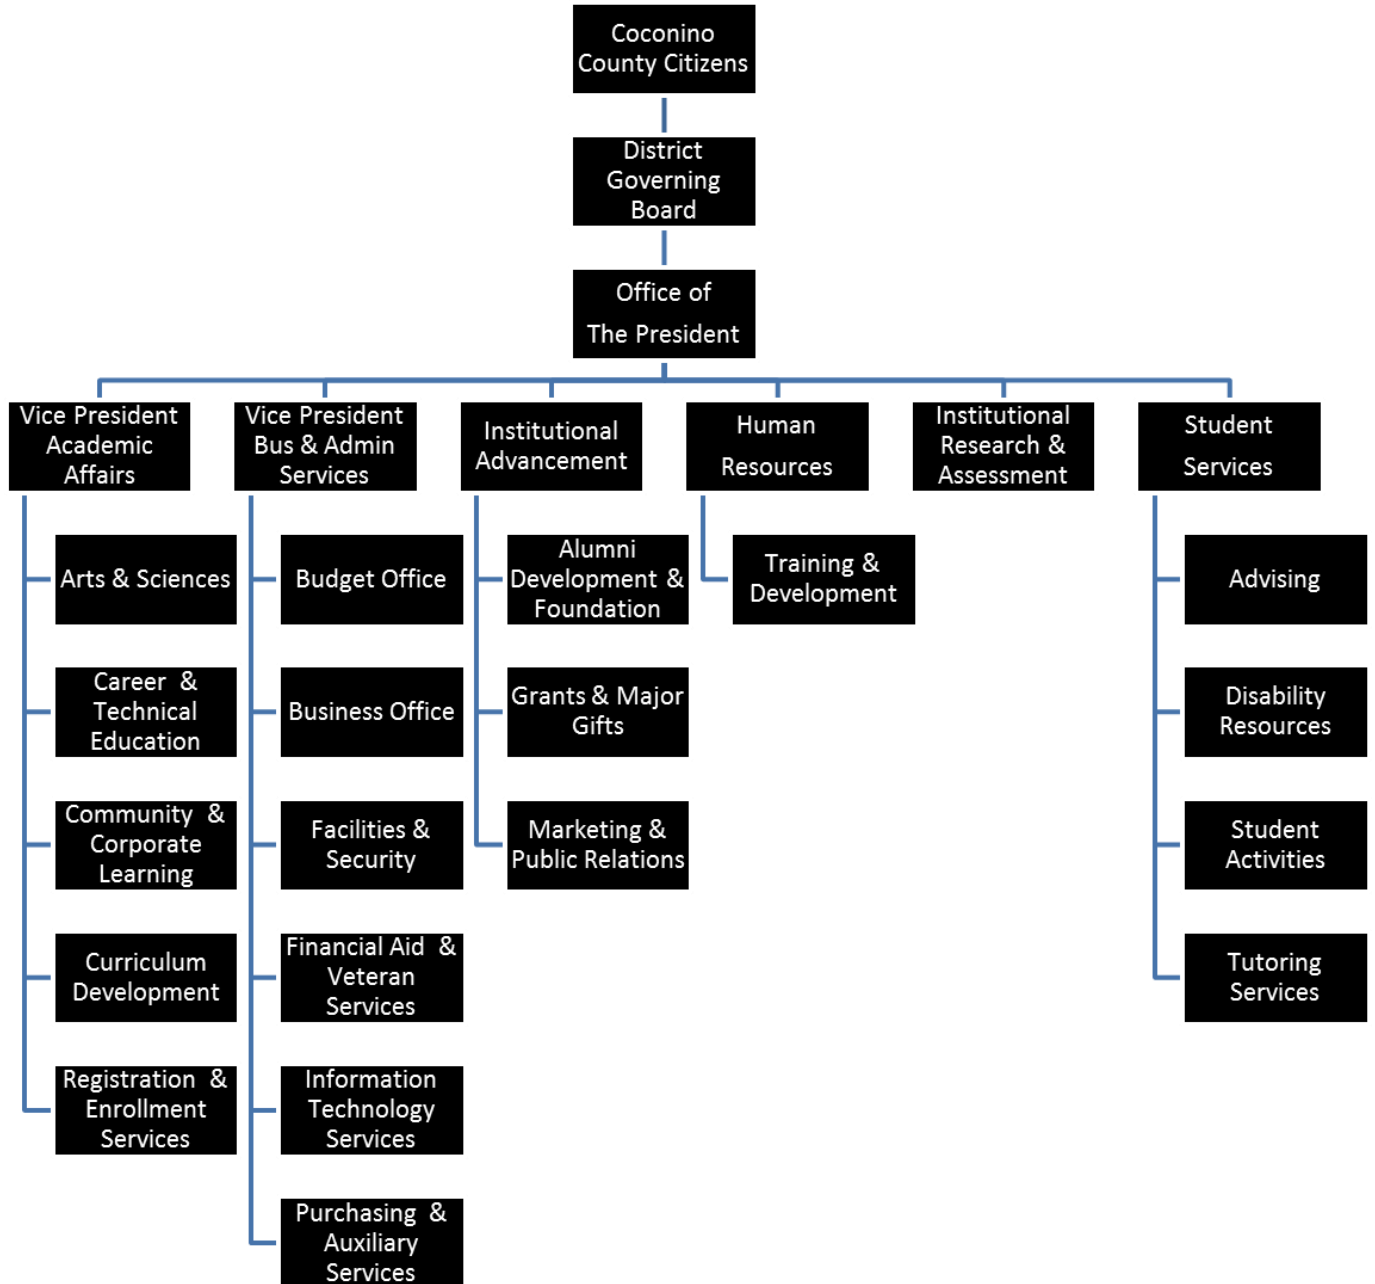 Coconino
County Citizens
District
Governing
Board
Office of
The President
Vice President
Academic
Affairs
Vice President
Bus & Admin
Services
Institutional
Advancement
Human
Resources
Institutional
Research &
Assessment
Student
Services
Arts & Sciences
Career & 
Technical
Education
Community &
Corporate
Learning
Curriculum
Development
Registration &
Enrollment
Services
Budget Office
Business Office
Facilities &
Security
Financial Aid &
Veteran
Services
Information
Technology
Services
Purchasing &
Auxiliary
Services
Alumni
Development &
Foundation
Grants & Major
Gifts
Marketing &
Public Relations
Training &
Development
Advising
Disability
Resources
Student
Activities
Tutoring
Services